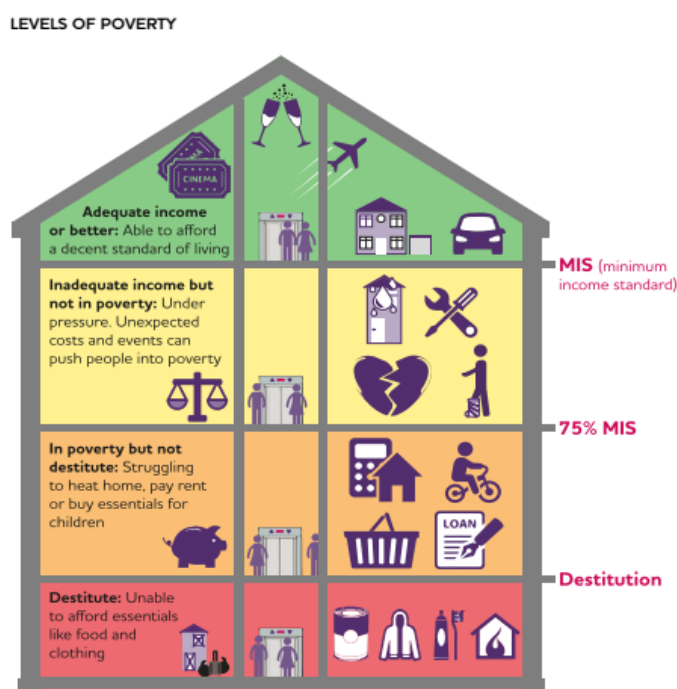 LEVELS OF POVERTY
CINEMA
Adequate income
or better: Able to afford
a decent standard of living
MIS (minimum
income standard)
Inadequate income but
not in poverty: Under
pressure. Unexpected
costs and events can
push people into poverty
75% MIS
In poverty but not
destitute: Struggling
to heat home, pay rent
or buy essentials for
children
LOAN
Destitution
Destitute: Unable
to afford essentials
like food and
clothing